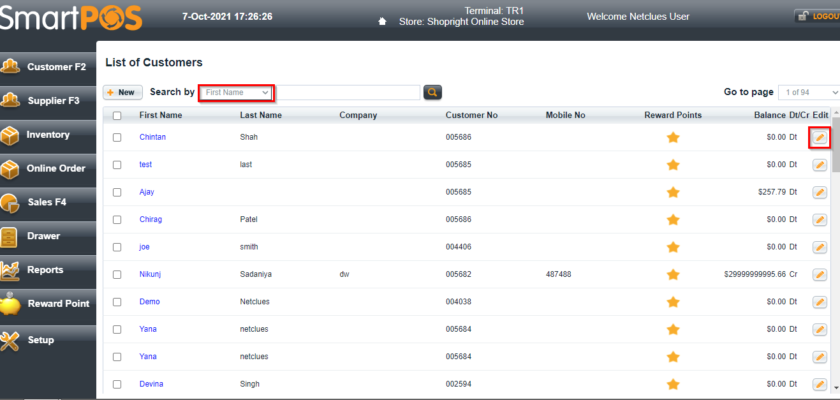 SmartPOS
7-Oct-2021 17:26:26
Terminal: TR1
Store: Shopright Online Store
Welcome Netclues User
LOGOU
Customer F2
Supplier F3
Inventory
Online Order
Sales F4
Drawer
Reports
Reward Point
Setup
List of Customers
+ New Search by First Name Go to page 1 of 94
First Name Last Name Company Customer No Mobile No Reward Points Balance Dt/Cr Edit
Chintan Shah 005686 $0.00 Dt
test last 005685 $0.00 Dt
Ajay 005685 $257.79 Dt
Chirag Patel 005686 $0.00 Dt
joe smith 004406 $0.00 Dt
Nikunj Sadaniya dw 005682 487488 $29999999995.66 Cr
Demo Netclues 004038 $0.00 Dt
Yana netclues 005684 $0.00 Dt
Yana netclues 005684 $0.00 Dt
Devina Singh 002594 $0.00 Dt